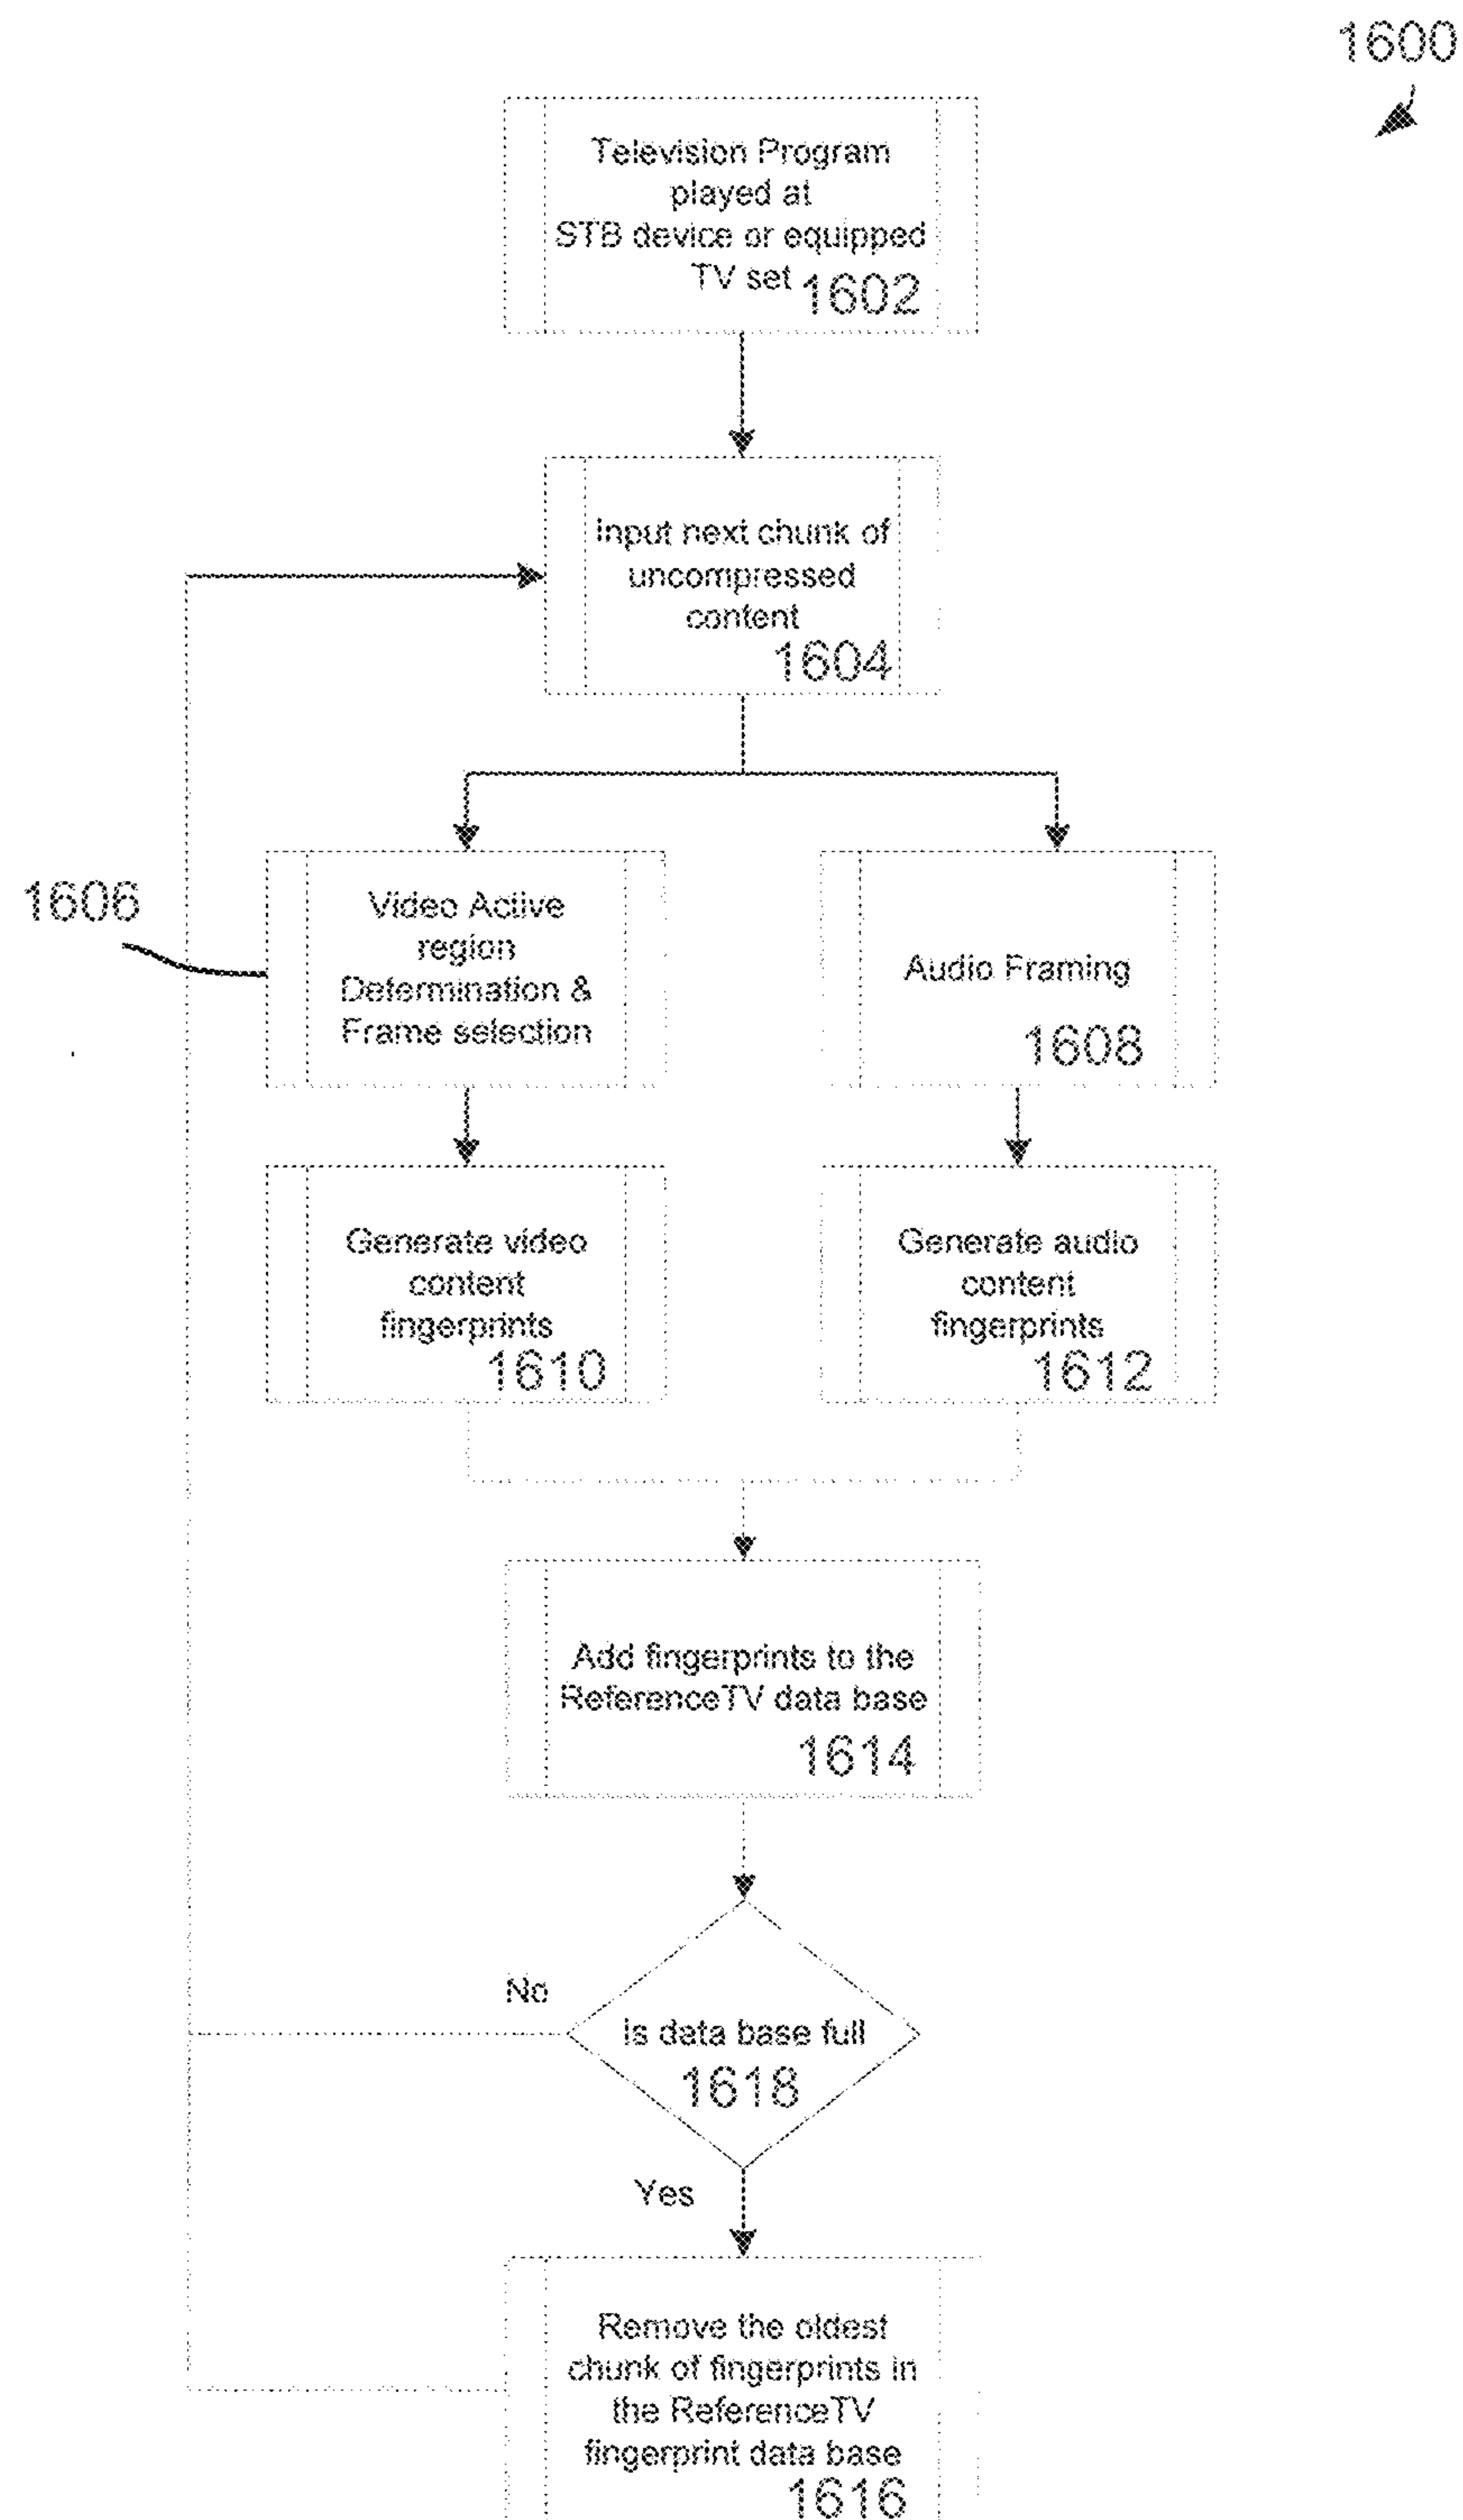 1600
Television Program
played at
STB device or equipped
TV set 1602
Input next chunk of
uncompressed
content
1604
1606
Video Active
region
Determination &
Frame selection
Audio Framing
1608
Generate video
content
fingerprints
1610
Generate audio
content
fingerprints
1612
Add fingerprints to the
ReferenceTV data base
1614
No
Is data base full
1618
Yes
Remove the oldest
chunk of fingerprints in
the ReferenceTV
fingerprint data base
1616